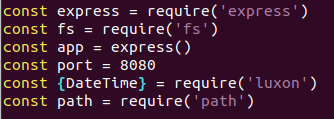 const express = require('express')
const fs = require('fs')
const app = express()
const port = 8080
const {DateTime} = require('luxon')
const path = require('path')